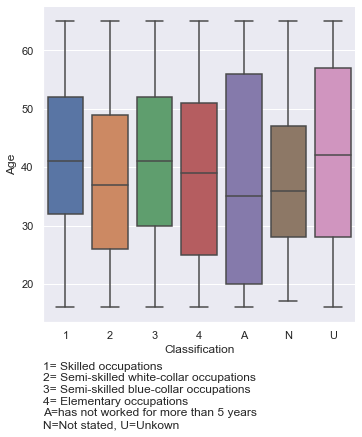 60
50
40
30
20
Age
1 2 3 4 A N U
Classification
1= Skilled occupations
2= Semi-skilled white-collar occupations
3= Semi-skilled blue-collar occupations
4= Elementary occupations
A=has not worked for more than 5 years
N=Not stated, U=Unkown